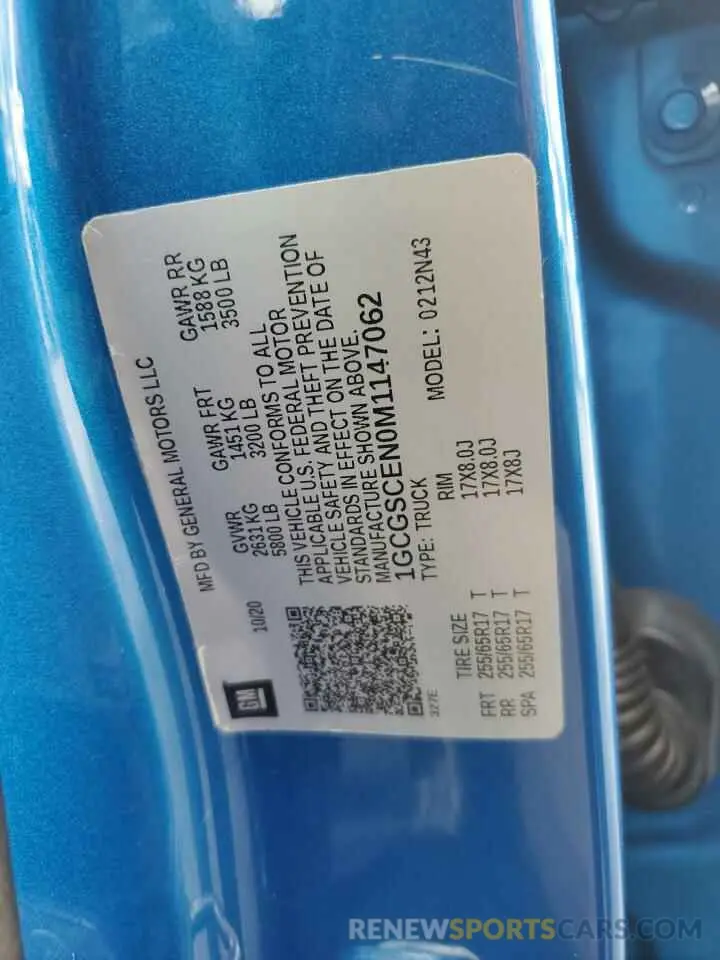 MFD BY GENERAL MOTORS LLC
GM
10/20
GVWR
2631 KG
5800 LB
GAWR FRT
1451 KG
3200 LB
GAWR RR
1588 KG
3500 LB
THIS VEHICLE CONFORMS TO ALL
APPLICABLE U.S. FEDERAL MOTOR
VEHICLE SAFETY AND THEFT PREVENTION
STANDARDS IN EFFECT ON THE DATE OF
MANUFACTURE SHOWN ABOVE.
1GCGSCEN0M1147062
TYPE: TRUCK MODEL: 0212N43
327E
TIRE SIZE RIM
FRT 255/65R17 T 17X8.0J
RR 255/65R17 T 17X8.0J
SPA 255/65R17 T 17X8J
RENEWSPORTSCARS.COM